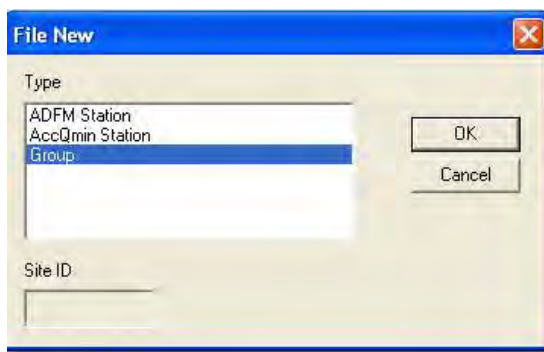 File New
Type
ADFM Station
AccQmin Station
Group
OK
Cancel
Site ID